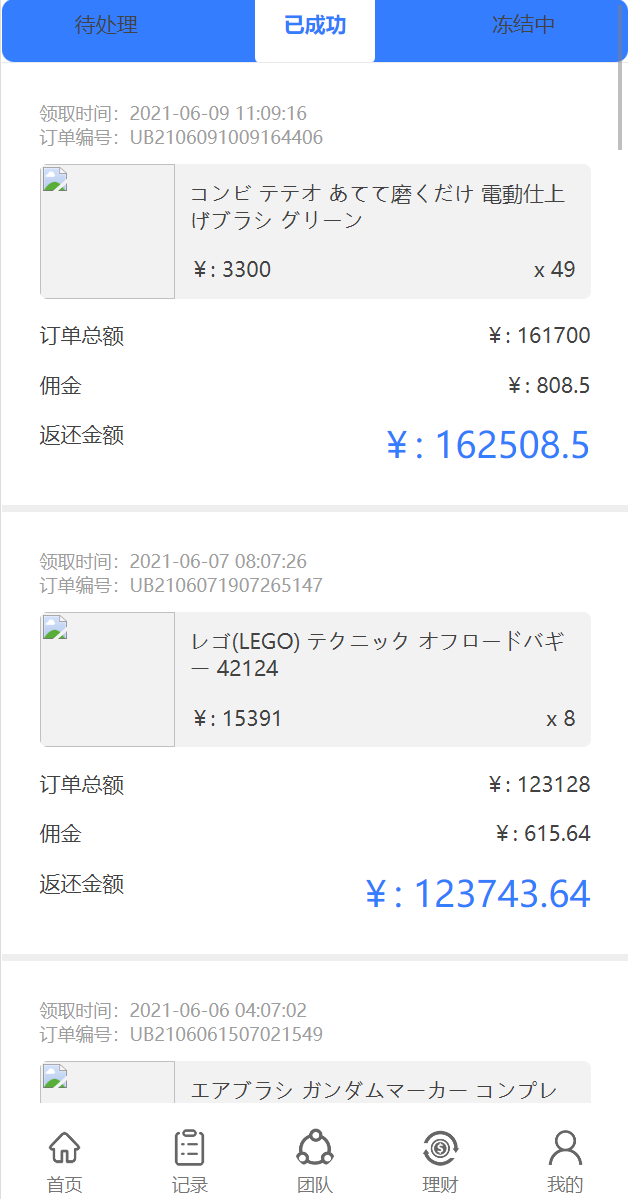 待处理 已成功 冻结中
领取时间：2021-06-09 11:09:16
订单编号：UB2106091009164406
コンビ テテオ あてて磨くだけ 電動仕上
げブラシ グリーン
¥ : 3300 x 49
订单总额 ¥ : 161700
佣金 ¥ : 808.5
返还金额 ¥ : 162508.5
领取时间：2021-06-07 08:07:26
订单编号：UB2106071907265147
レゴ(LEGO) テクニック オフロードバギ
ー 42124
¥ : 15391 x 8
订单总额 ¥ : 123128
佣金 ¥ : 615.64
返还金额 ¥ : 123743.64
领取时间：2021-06-06 04:07:02
订单编号：UB2106061507021549
エアブラシ ガンダムマーカー コンプレ
首页 记录 团队 理财 我的